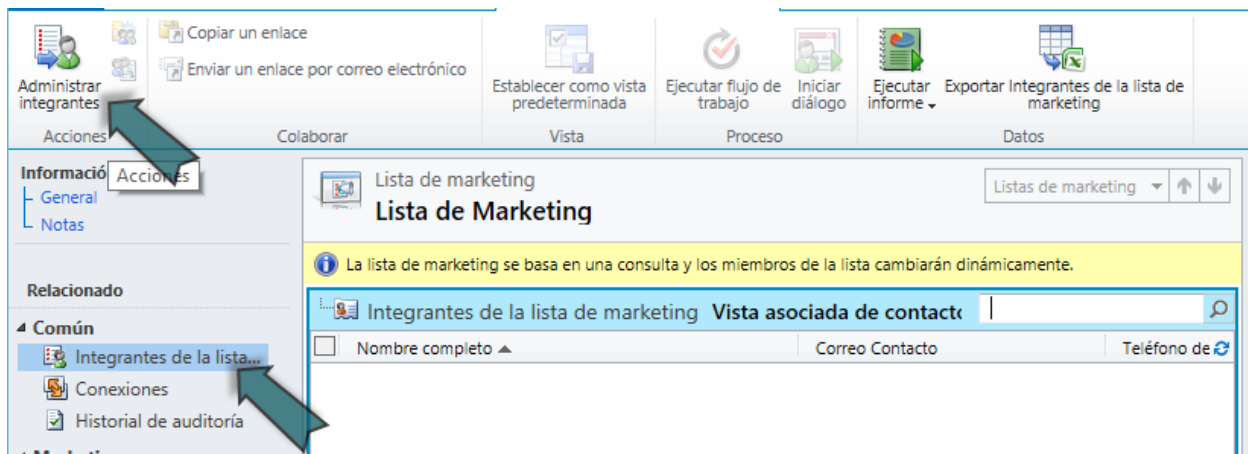 Copiar un enlace
Enviar un enlace por correo electrónico
Administrar
integrantes
Establecer como vista
predeterminada
Ejecutar flujo de
trabajo
Iniciar
diálogo
Ejecutar
informe
Exportar Integrantes de la lista de
marketing
Acciones
Colaborar
Vista
Proceso
Datos
Acciones
General
Notas
Relacionado
Común
Integrantes de la lista...
Conexiones
Historial de auditoría
Lista de marketing
Lista de Marketing
Listas de marketing
La lista de marketing se basa en una consulta y los miembros de la lista cambiarán dinámicamente.
Integrantes de la lista de marketing Vista asociada de contacto
Nombre completo
Correo Contacto
Teléfono de